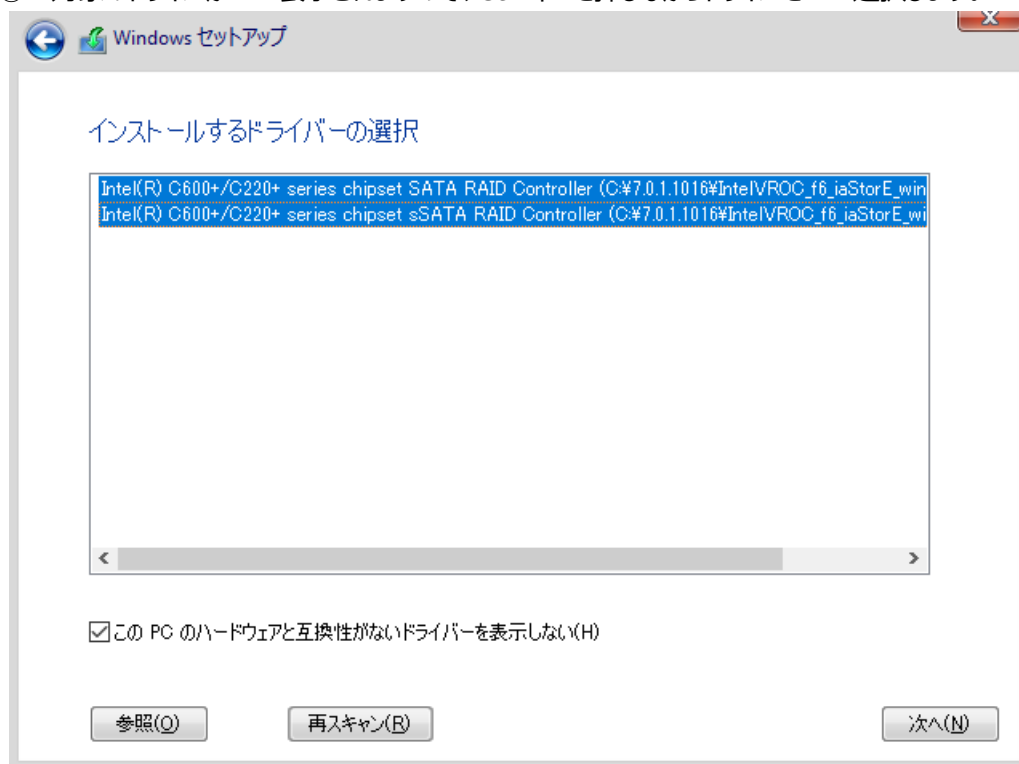 Windows セットアップ
インストールするドライバーの選択
Intel(R) C600+/C220+ series chipset SATA RAID Controller (C:¥7.0.1.1016¥IntelVROC_f6_iaStorE_win
Intel(R) C600+/C220+ series chipset sSATA RAID Controller (C:¥7.0.1.1016¥IntelVROC_f6_iaStorE_wi
この PC のハードウェアと互換性がないドライバーを表示しない(H)
参照(O) 再スキャン(R) 次へ(N)